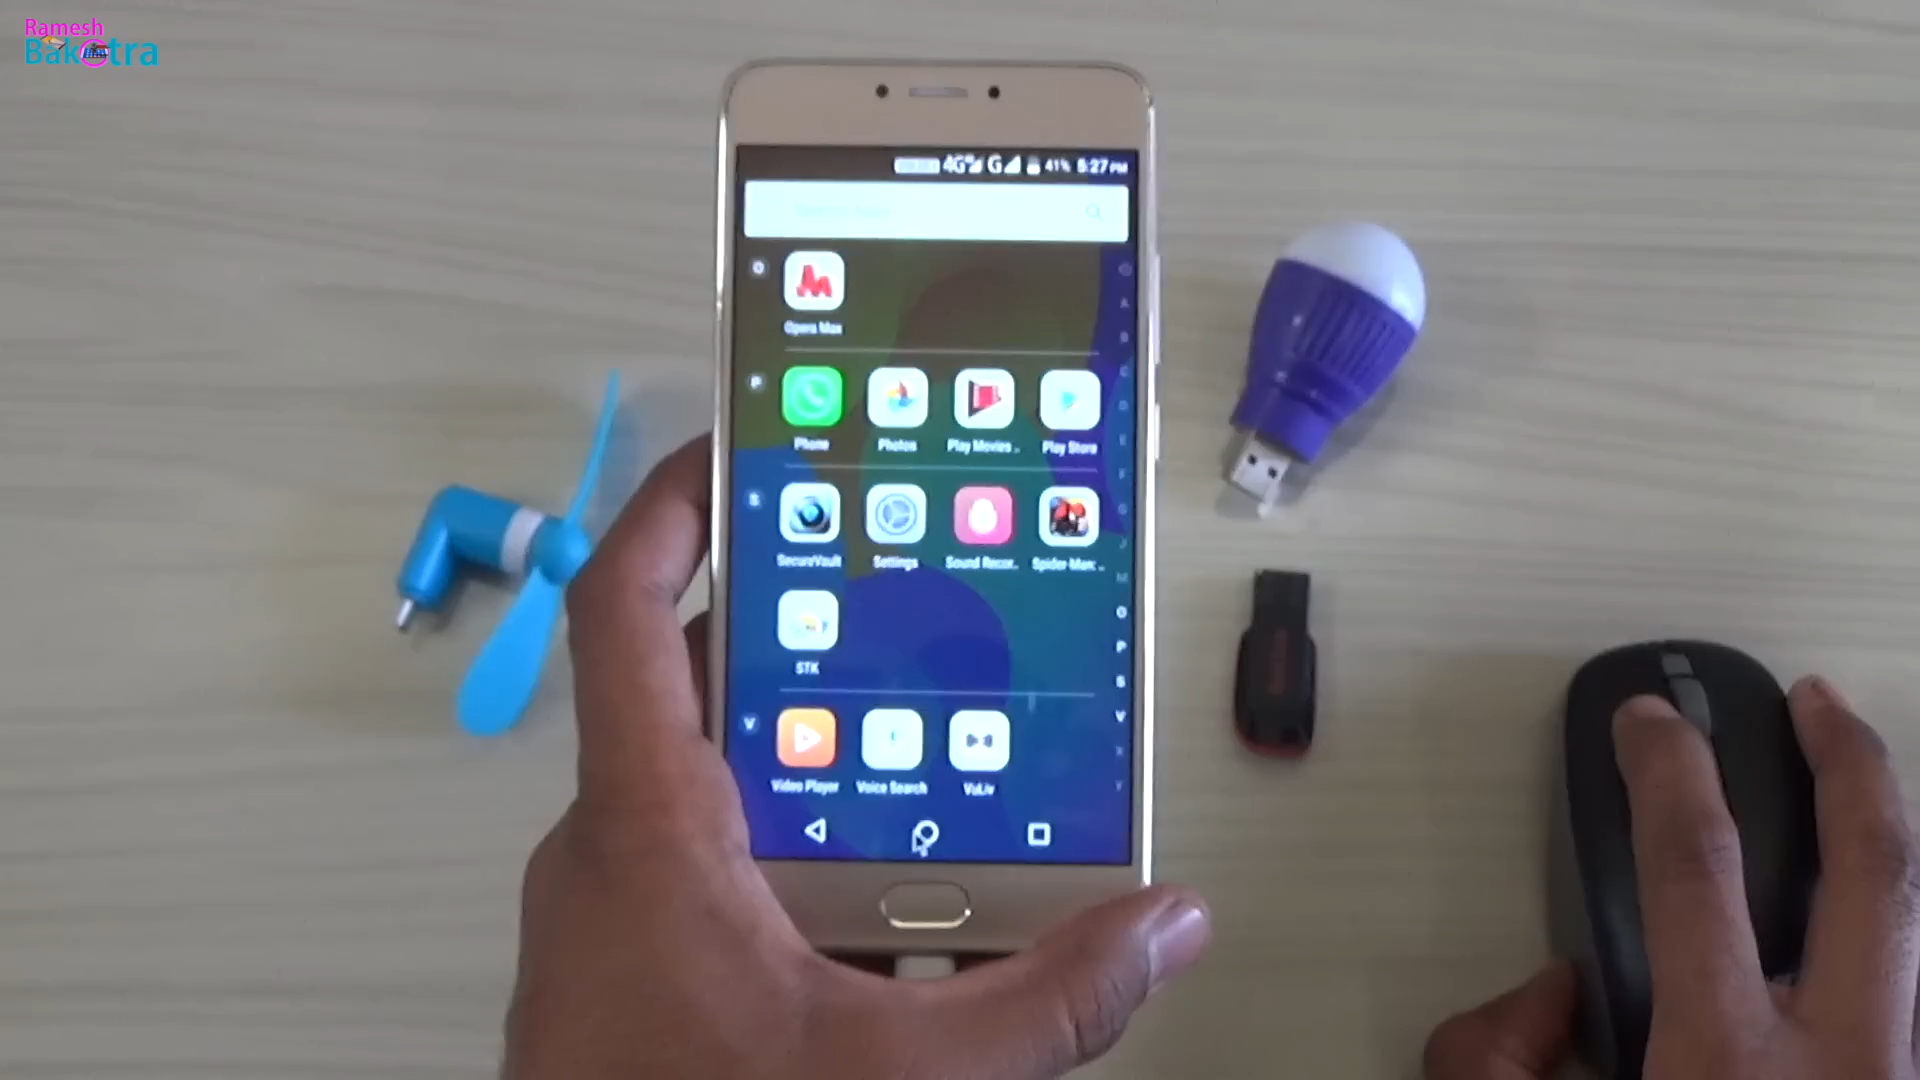 Ramesh
Bakotra
4G G 41% 5:27 PM
O
Opera Max
A
B
C
P
Phone Photos Play Movies .. Play Store
E
F
S
G
J
SecureVault Settings Sound Recor.. Spider-Man: ..
M
O
P
STK
S
V
V
X
Y
Video Player Voice Search VuLiv